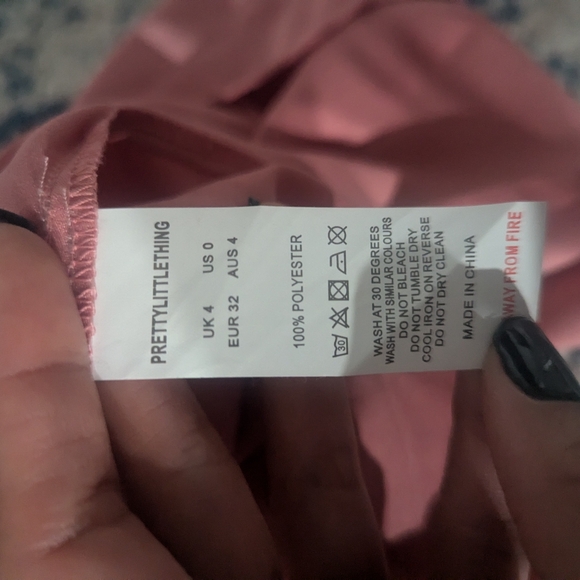 PRETTYLITTLETHING
UK 4 US 0
EUR 32 AUS 4
100% POLYESTER
30
WASH AT 30 DEGREES
WASH WITH SIMILAR COLOURS
DO NOT BLEACH
DO NOT TUMBLE DRY
COOL IRON ON REVERSE
DO NOT DRY CLEAN
MADE IN CHINA
WAY FROM FIRE